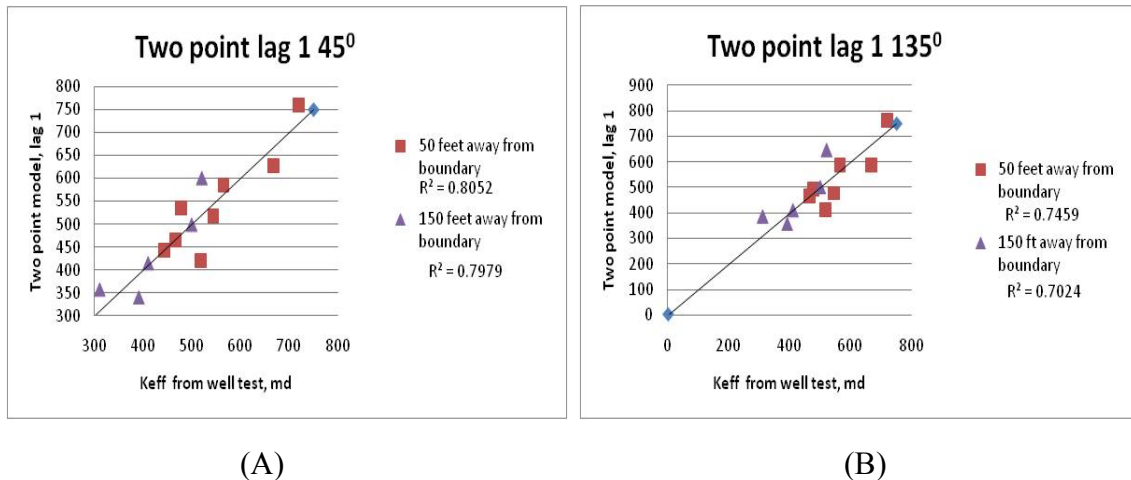 Two point lag 1 45⁰
Two point model, lag 1
800
750
700
650
600
550
500
450
400
350
300
300 400 500 600 700 800
Keff from well test, md
50 feet away from
boundary
R² = 0.8052
150 feet away from
boundary
R² = 0.7979
(A)
Two point lag 1 135⁰
Two point model, lag 1
900
800
700
600
500
400
300
200
100
0
0 200 400 600 800
Keff from well test, md
50 feet away from
boundary
R² = 0.7459
150 ft away from
boundary
R² = 0.7024
(B)